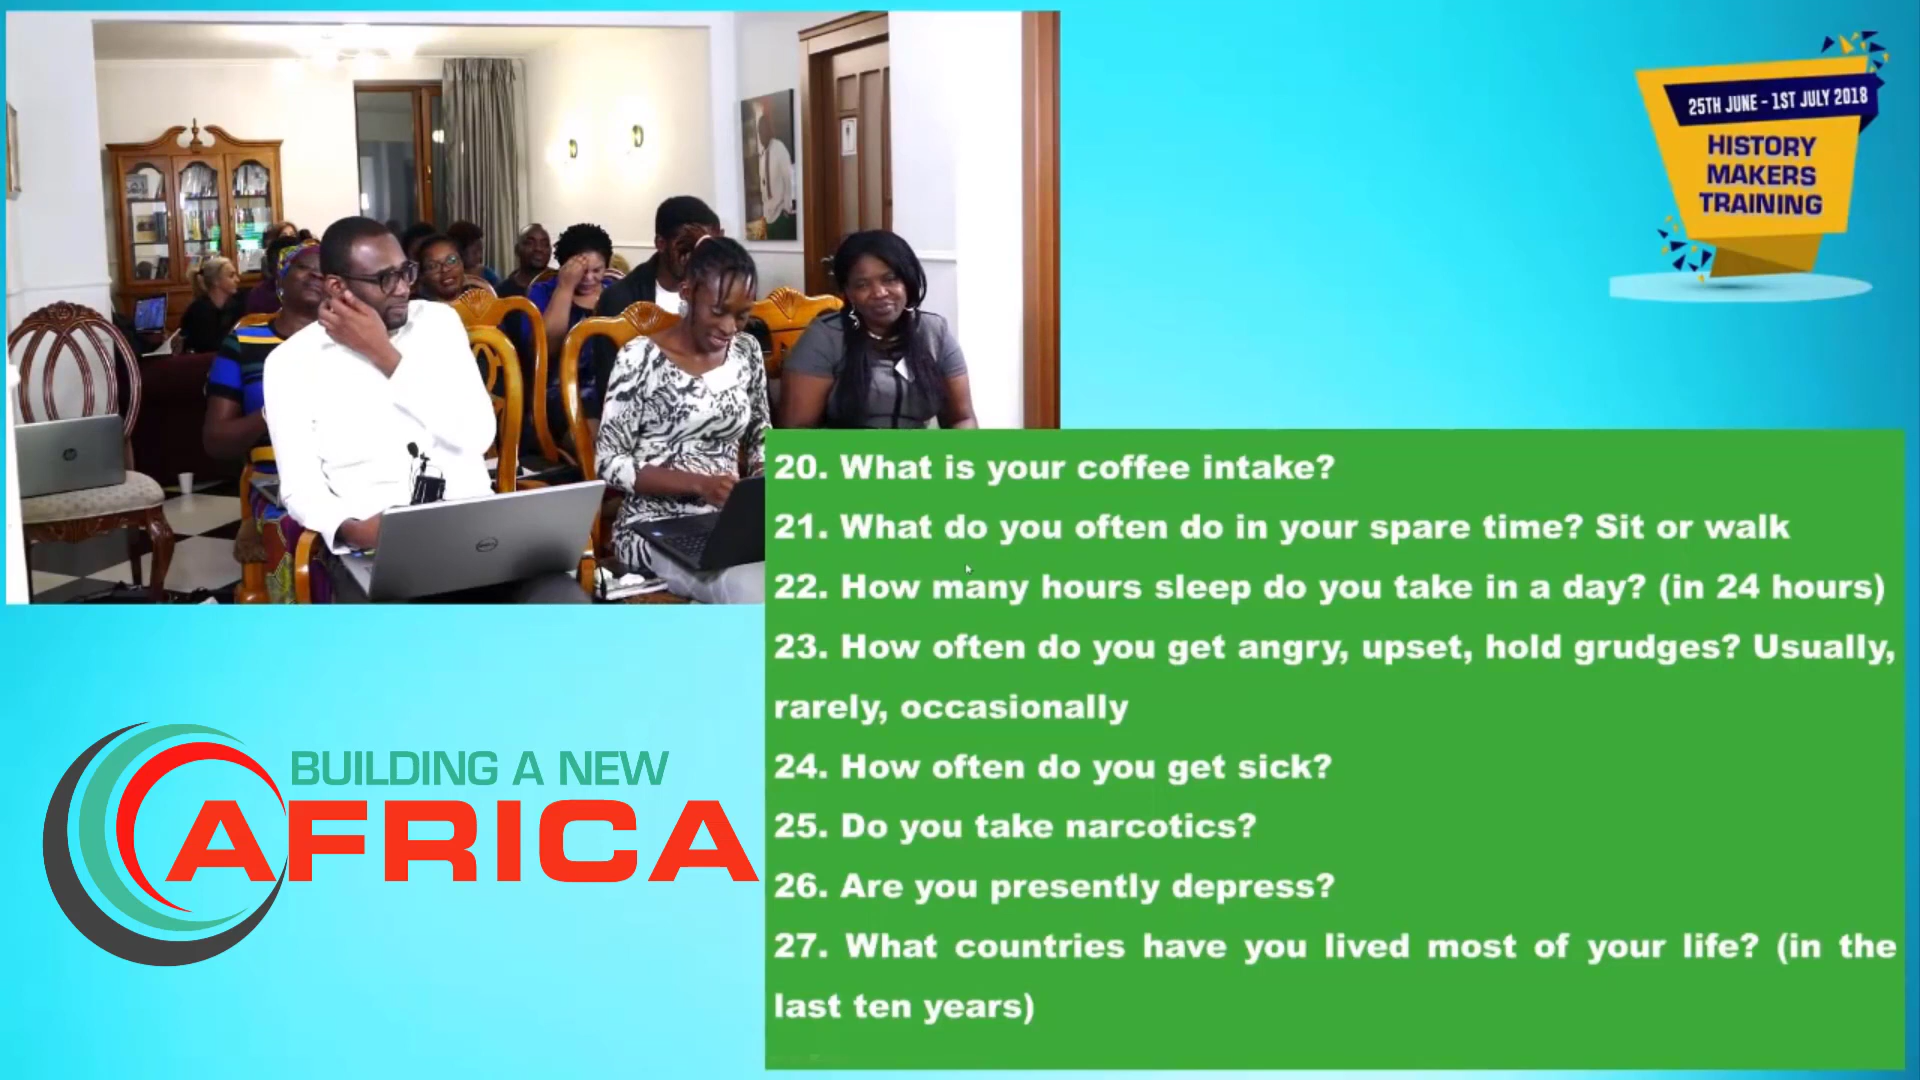 25TH JUNE - 1ST JULY 2018
HISTORY
MAKERS
TRAINING
20. What is your coffee intake?
21. What do you often do in your spare time? Sit or walk
22. How many hours sleep do you take in a day? (in 24 hours)
23. How often do you get angry, upset, hold grudges? Usually,
rarely, occasionally
24. How often do you get sick?
25. Do you take narcotics?
26. Are you presently depress?
27. What countries have you lived most of your life? (in the
last ten years)
BUILDING A NEW
AFRICA